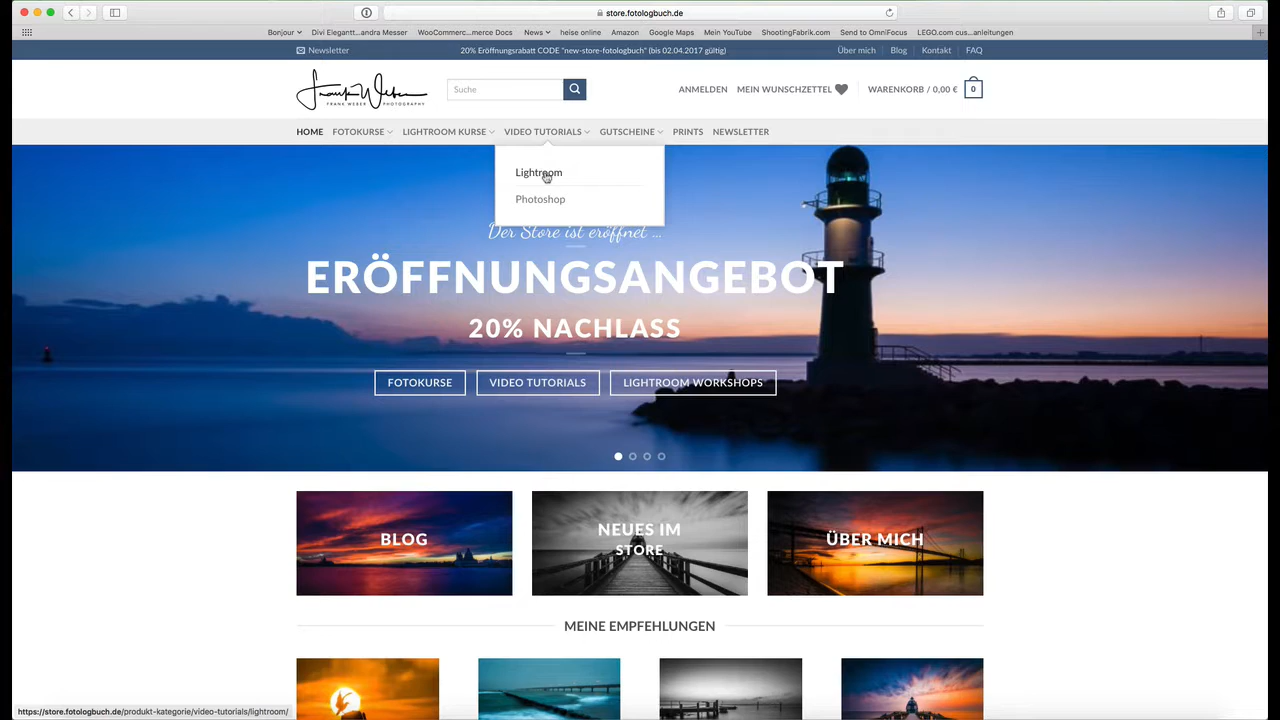 store.fotologbuch.de
Bonjour Divi Elegantt...andra Messer WooCommerc...merce Docs News heise online Amazon Google Maps Mein YouTube ShootingFabrik.com Send to OmniFocus LEGO.com cus...anleitungen
Newsletter 20% Eröffnungsrabatt CODE "new-store-fotologbuch" (bis 02.04.2017 gültig) Über mich Blog Kontakt FAQ
Frank Weber
FRANK WEBER PHOTOGRAPHY
Suche ANMELDEN MEIN WUNSCHZETTEL WARENKORB / 0,00 € 0
HOME FOTOKURSE LIGHTROOM KURSE VIDEO TUTORIALS GUTSCHEINE PRINTS NEWSLETTER
Lightroom
Photoshop
Der Store ist eröffnet ...
ERÖFFNUNGSANGEBOT
20% NACHLASS
FOTOKURSE VIDEO TUTORIALS LIGHTROOM WORKSHOPS
BLOG
NEUES IM
STORE
ÜBER MICH
MEINE EMPFEHLUNGEN
https://store.fotologbuch.de/produkt-kategorie/video-tutorials/lightroom/